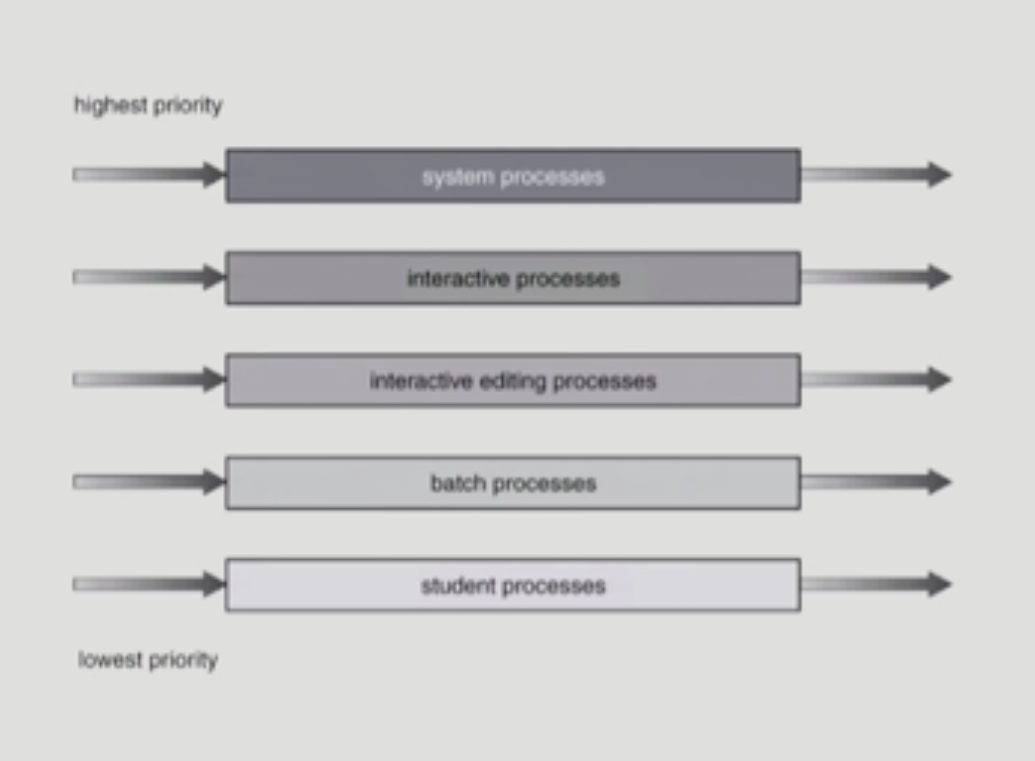 highest priority
system processes
interactive processes
interactive editing processes
batch processes
student processes
lowest priority